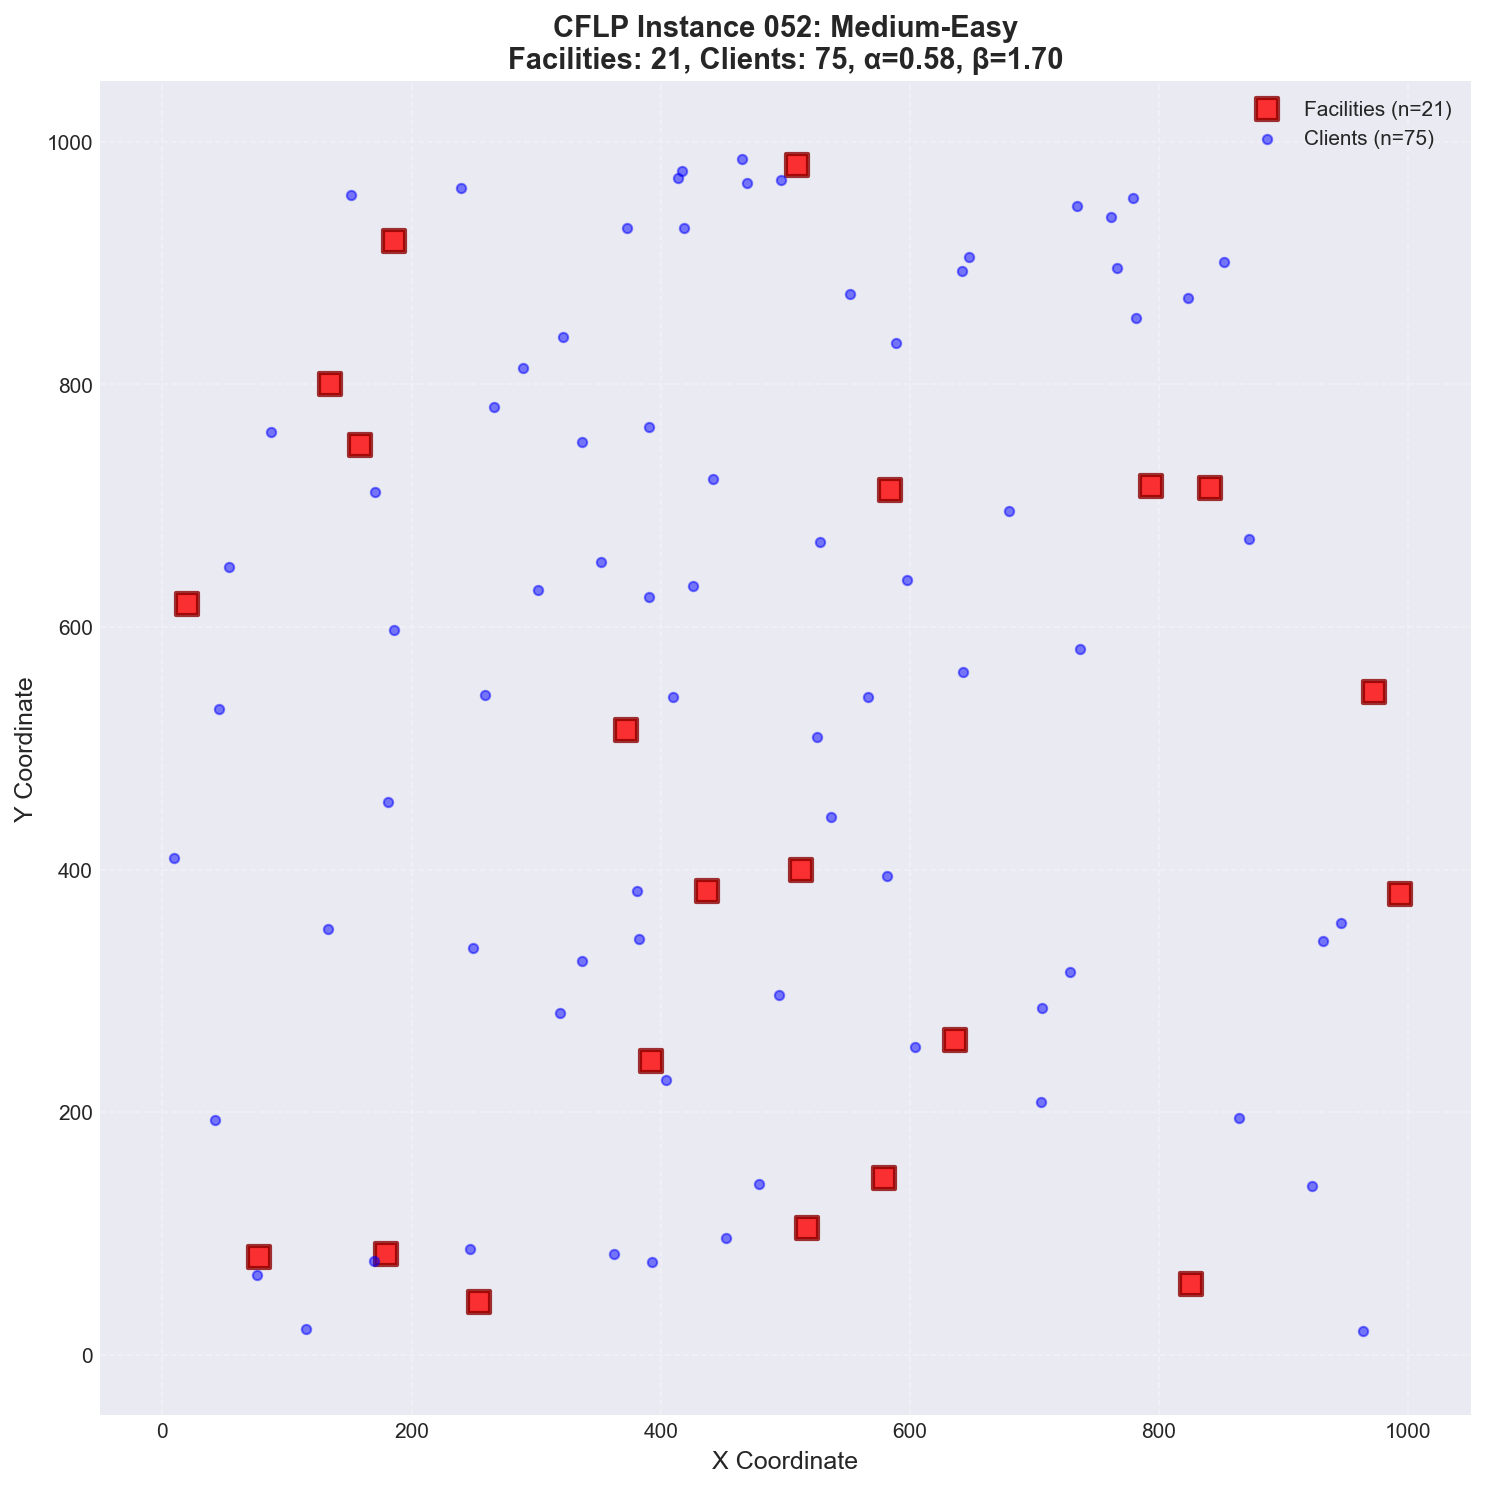 CFLP Instance 052: Medium-Easy
Facilities: 21, Clients: 75, α=0.58, β=1.70
Facilities (n=21)
Clients (n=75)
Y Coordinate
1000
800
600
400
200
0
0 200 400 600 800 1000
X Coordinate